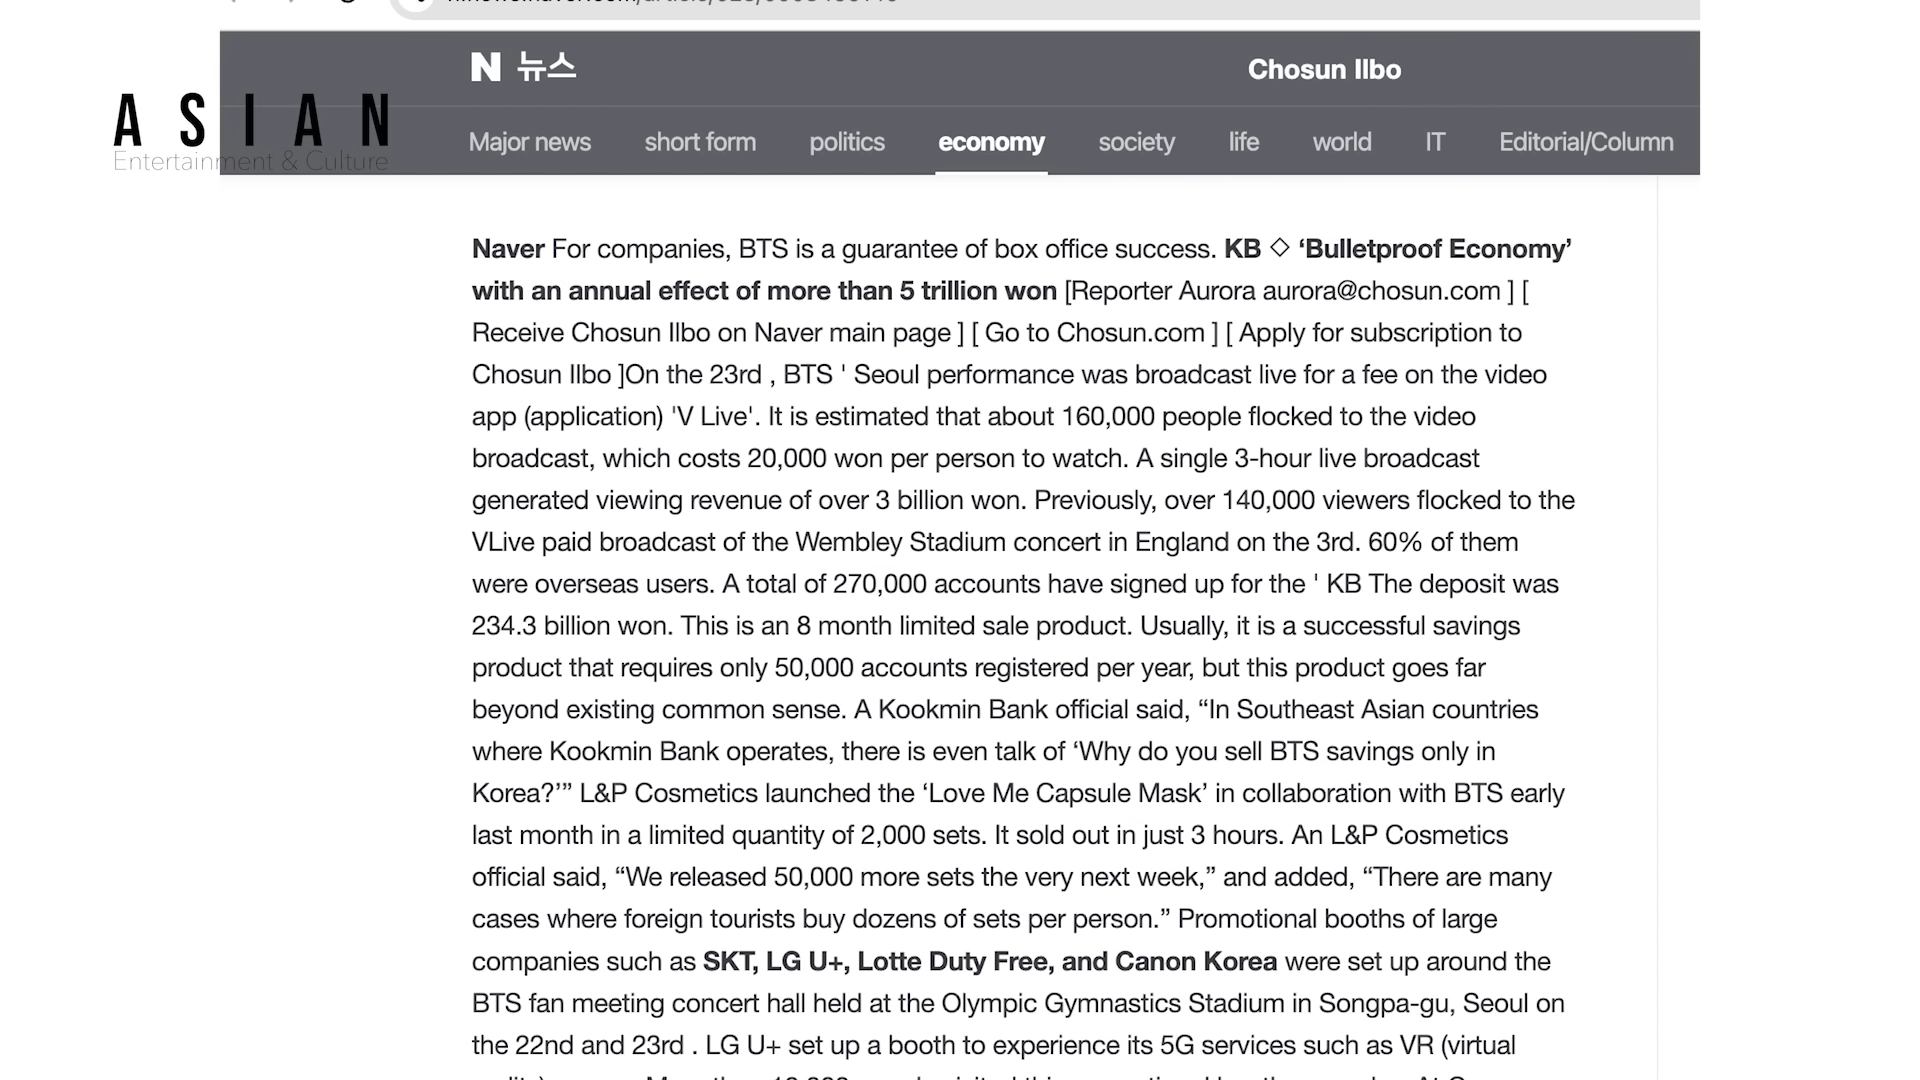 N 뉴스
Chosun Ilbo
ASIAN
Entertainment & Culture
Major news short form politics economy society life world IT Editorial/Column
Naver For companies, BTS is a guarantee of box office success. KB ◇ ‘Bulletproof Economy’
with an annual effect of more than 5 trillion won [Reporter Aurora aurora@chosun.com ] [
Receive Chosun Ilbo on Naver main page ] [ Go to Chosun.com ] [ Apply for subscription to
Chosun Ilbo ]On the 23rd , BTS ' Seoul performance was broadcast live for a fee on the video
app (application) 'V Live'. It is estimated that about 160,000 people flocked to the video
broadcast, which costs 20,000 won per person to watch. A single 3-hour live broadcast
generated viewing revenue of over 3 billion won. Previously, over 140,000 viewers flocked to the
VLive paid broadcast of the Wembley Stadium concert in England on the 3rd. 60% of them
were overseas users. A total of 270,000 accounts have signed up for the ' KB The deposit was
234.3 billion won. This is an 8 month limited sale product. Usually, it is a successful savings
product that requires only 50,000 accounts registered per year, but this product goes far
beyond existing common sense. A Kookmin Bank official said, “In Southeast Asian countries
where Kookmin Bank operates, there is even talk of ‘Why do you sell BTS savings only in
Korea?’” L&P Cosmetics launched the ‘Love Me Capsule Mask’ in collaboration with BTS early
last month in a limited quantity of 2,000 sets. It sold out in just 3 hours. An L&P Cosmetics
official said, “We released 50,000 more sets the very next week,” and added, “There are many
cases where foreign tourists buy dozens of sets per person.” Promotional booths of large
companies such as SKT, LG U+, Lotte Duty Free, and Canon Korea were set up around the
BTS fan meeting concert hall held at the Olympic Gymnastics Stadium in Songpa-gu, Seoul on
the 22nd and 23rd . LG U+ set up a booth to experience its 5G services such as VR (virtual